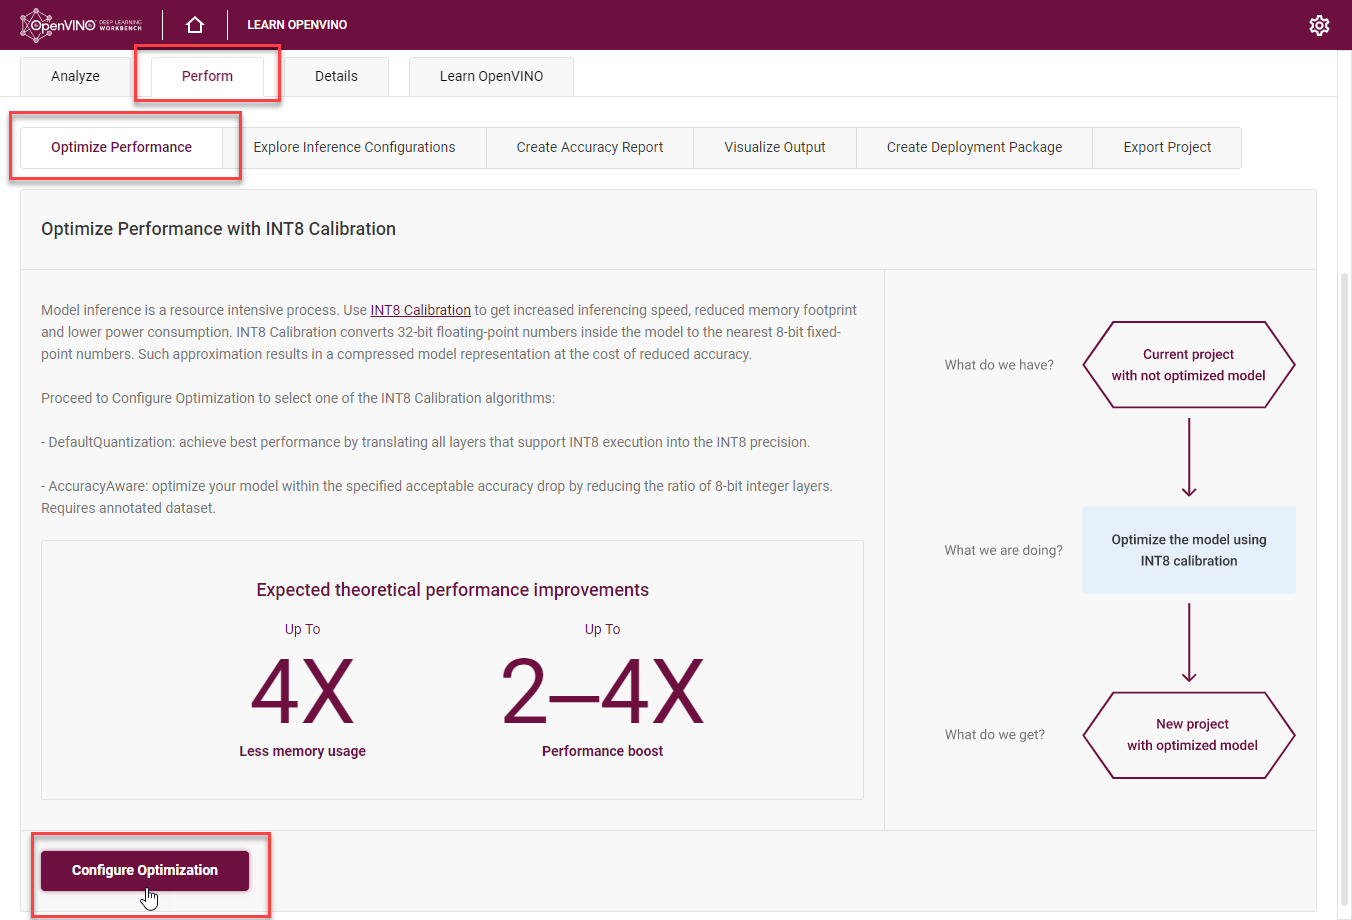 OpenVINO DEEP LEARNING WORKBENCH
LEARN OPENVINO
Analyze
Perform
Details
Learn OpenVINO
Optimize Performance
Explore Inference Configurations
Create Accuracy Report
Visualize Output
Create Deployment Package
Export Project
Optimize Performance with INT8 Calibration
Model inference is a resource intensive process. Use INT8 Calibration to get increased inferencing speed, reduced memory footprint
and lower power consumption. INT8 Calibration converts 32-bit floating-point numbers inside the model to the nearest 8-bit fixed-
point numbers. Such approximation results in a compressed model representation at the cost of reduced accuracy.
Proceed to Configure Optimization to select one of the INT8 Calibration algorithms:
- DefaultQuantization: achieve best performance by translating all layers that support INT8 execution into the INT8 precision.
- AccuracyAware: optimize your model within the specified acceptable accuracy drop by reducing the ratio of 8-bit integer layers.
Requires annotated dataset.
Expected theoretical performance improvements
Up To
4X
Less memory usage
Up To
2–4X
Performance boost
What do we have?
Current project
with not optimized model
What we are doing?
Optimize the model using
INT8 calibration
What do we get?
New project
with optimized model
Configure Optimization